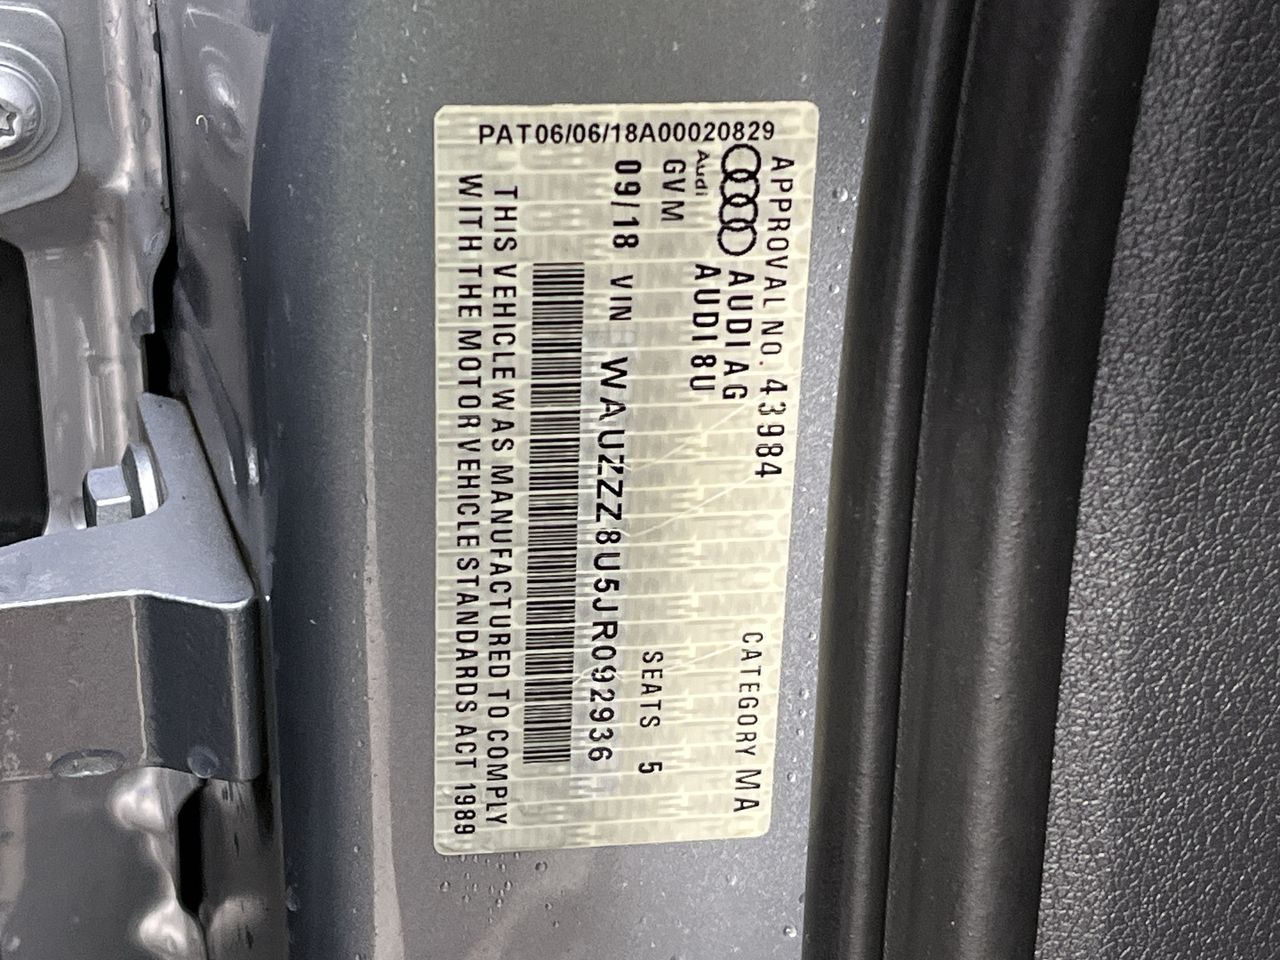 PAT06/06/18A00020829
APPROVAL NO. 43984 CATEGORY MA
Audi AUDI AG
AUDI 8U
GVM SEATS 5
09/18 VIN WAUZZZ8U5JR092936
THIS VEHICLE WAS MANUFACTURED TO COMPLY
WITH THE MOTOR VEHICLE STANDARDS ACT 1989